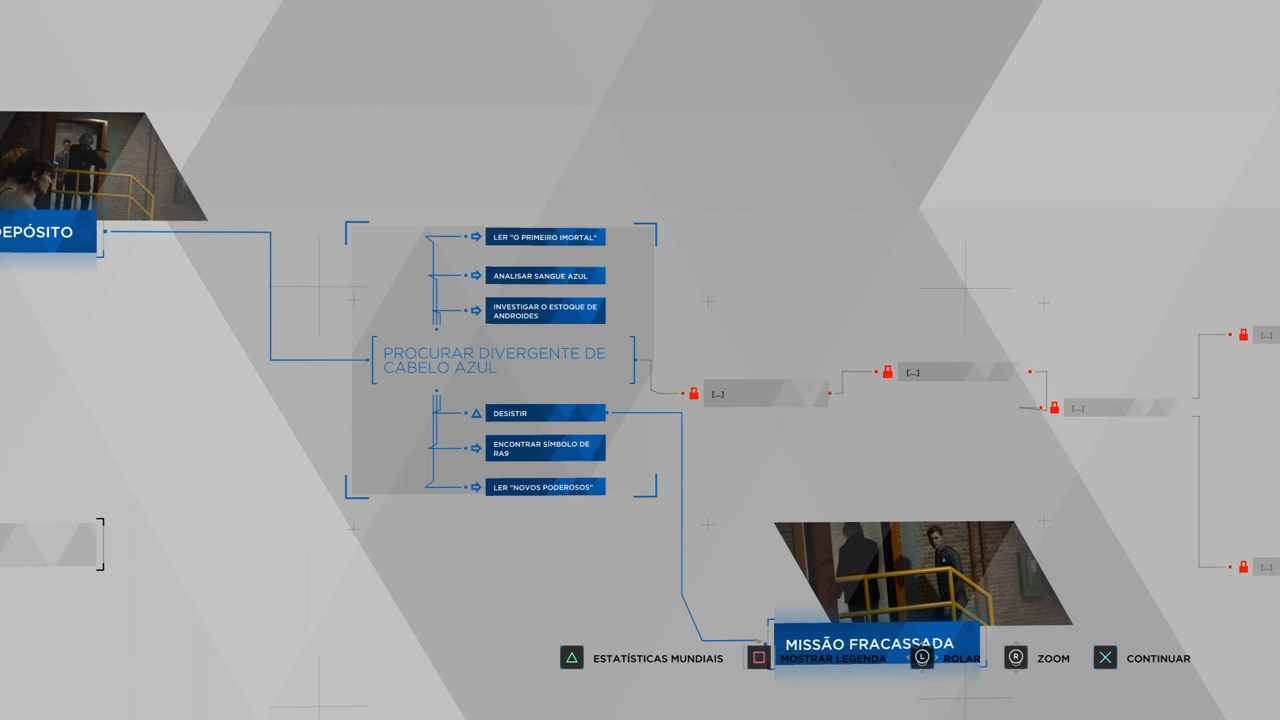 EPÓSITO
LER "O PRIMEIRO IMORTAL"
ANALISAR SANGUE AZUL
INVESTIGAR O ESTOQUE DE
ANDROIDES
PROCURAR DIVERGENTE DE
CABELO AZUL
DESISTIR
ENCONTRAR SÍMBOLO DE
RA9
LER "NOVOS PODEROSOS"
[...]
[...]
[...]
[...]
[...]
MISSÃO FRACASSADA
ESTATÍSTICAS MUNDIAIS
MOSTRAR LEGENDA
L
ROLAR
R
ZOOM
CONTINUAR